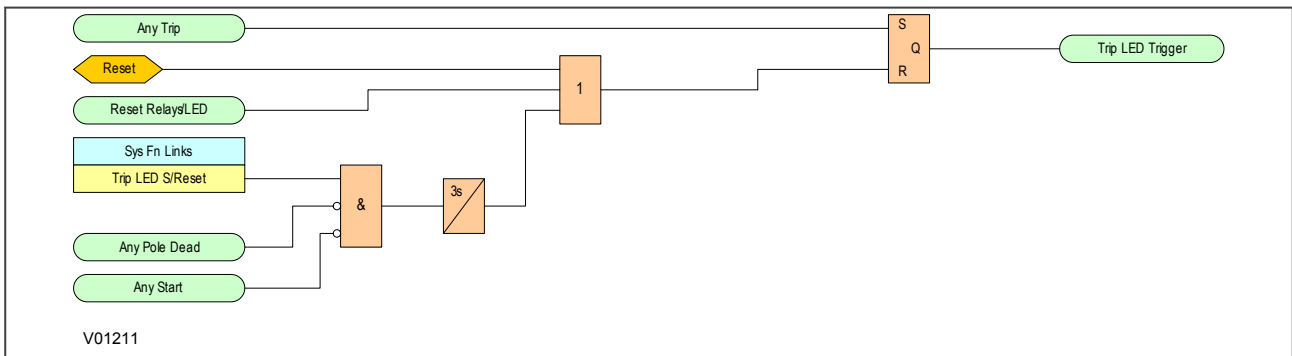 Any Trip
S
Q
R
Trip LED Trigger
Reset
1
Reset Relays/LED
Sys Fn Links
Trip LED S/Reset
&
3s
Any Pole Dead
Any Start
V01211